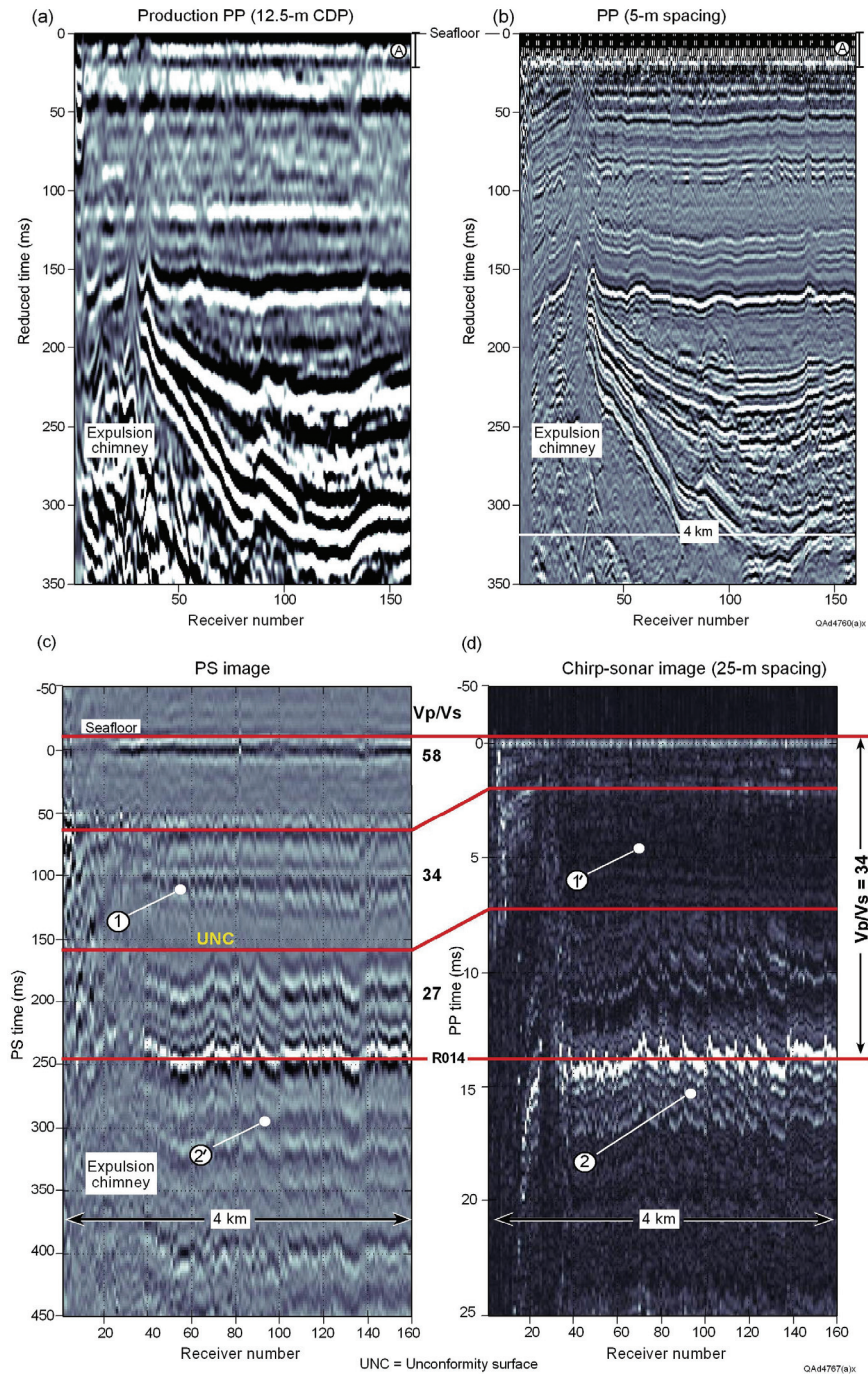 (a)
Production PP (12.5-m CDP)
(b)
PP (5-m spacing)
Seafloor
A
A
0
50
100
150
200
250
300
350
Reduced time (ms)
Expulsion
chimney
50
100
150
Receiver number
0
50
100
150
200
250
300
350
Reduced time (ms)
Expulsion
chimney
4 km
50
100
150
Receiver number
QAd4760(a)x
(c)
PS image
(d)
Chirp-sonar image (25-m spacing)
-50
0
50
100
150
200
250
300
350
400
450
PS time (ms)
Seafloor
Vp/Vs
58
34
27
1
UNC
R014
2′
Expulsion
chimney
4 km
20
40
60
80
100
120
140
160
Receiver number
-50
0
5
-10
15
20
25
PP time (ms)
1′
2
Vp/Vs = 34
4 km
20
40
60
80
100
120
140
160
Receiver number
UNC = Unconformity surface
QAd4767(a)x